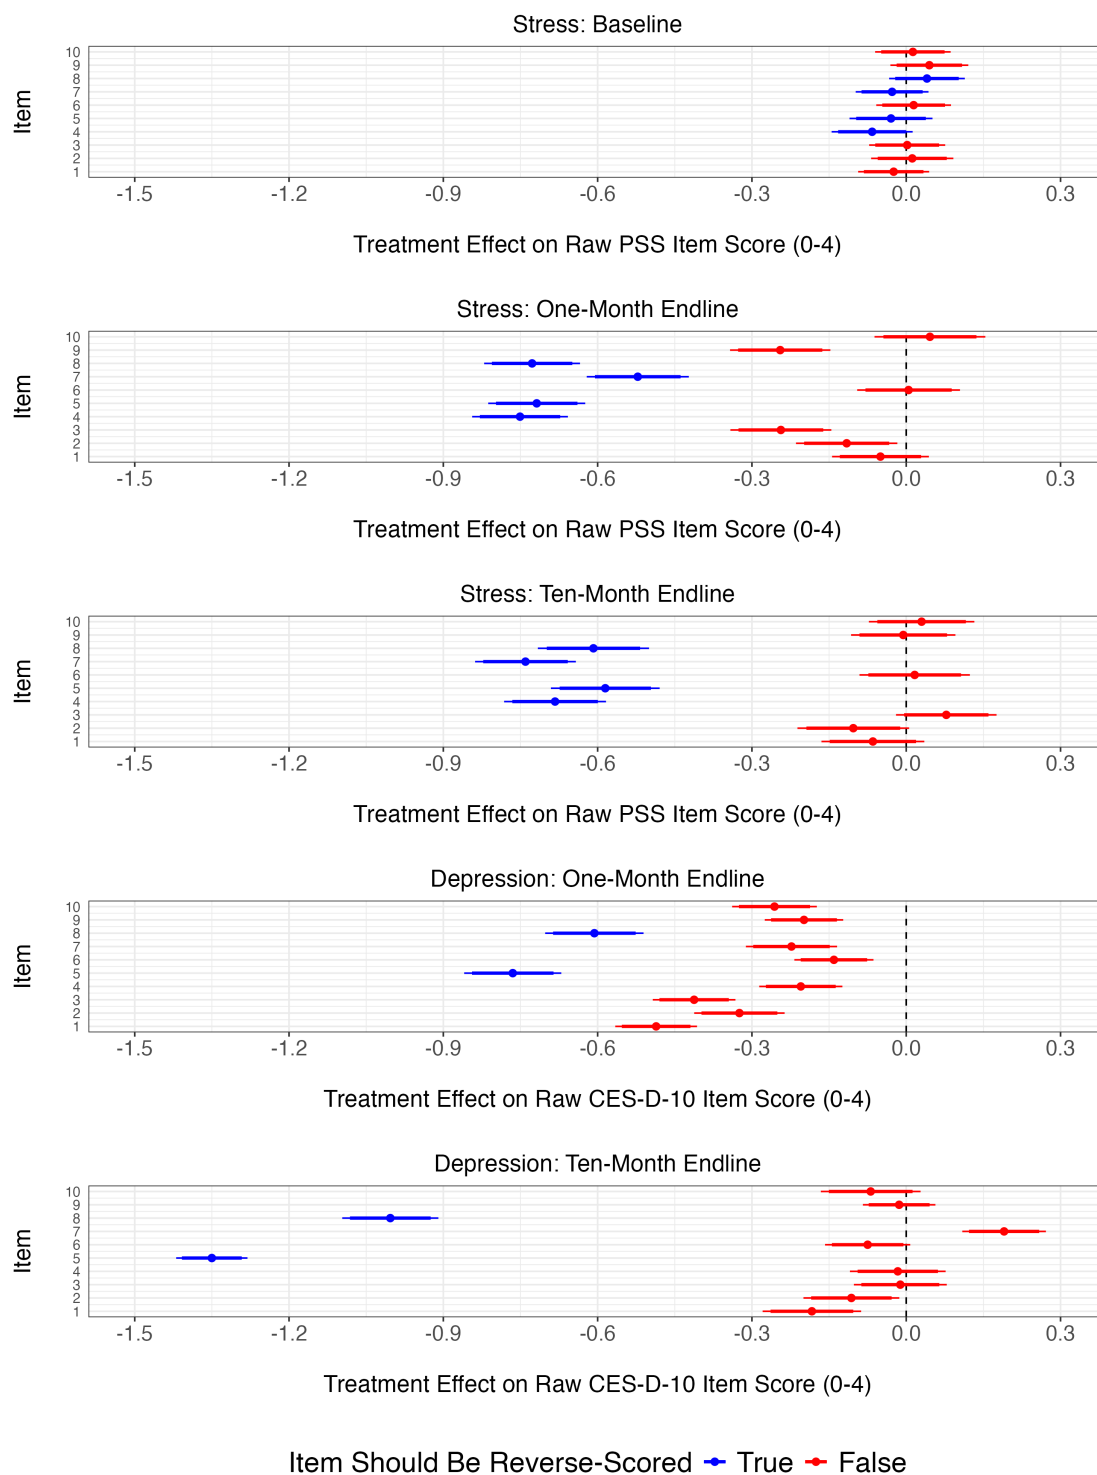 Stress: Baseline
10
9
8
7
6
5
4
3
2
1
Item
-1.5 -1.2 -0.9 -0.6 -0.3 0.0 0.3
Treatment Effect on Raw PSS Item Score (0-4)
Stress: One-Month Endline
10
9
8
7
6
5
4
3
2
1
Item
-1.5 -1.2 -0.9 -0.6 -0.3 0.0 0.3
Treatment Effect on Raw PSS Item Score (0-4)
Stress: Ten-Month Endline
10
9
8
7
6
5
4
3
2
1
Item
-1.5 -1.2 -0.9 -0.6 -0.3 0.0 0.3
Treatment Effect on Raw PSS Item Score (0-4)
Depression: One-Month Endline
10
9
8
7
6
5
4
3
2
1
Item
-1.5 -1.2 -0.9 -0.6 -0.3 0.0 0.3
Treatment Effect on Raw CES-D-10 Item Score (0-4)
Depression: Ten-Month Endline
10
9
8
7
6
5
4
3
2
1
Item
-1.5 -1.2 -0.9 -0.6 -0.3 0.0 0.3
Treatment Effect on Raw CES-D-10 Item Score (0-4)
Item Should Be Reverse-Scored True False